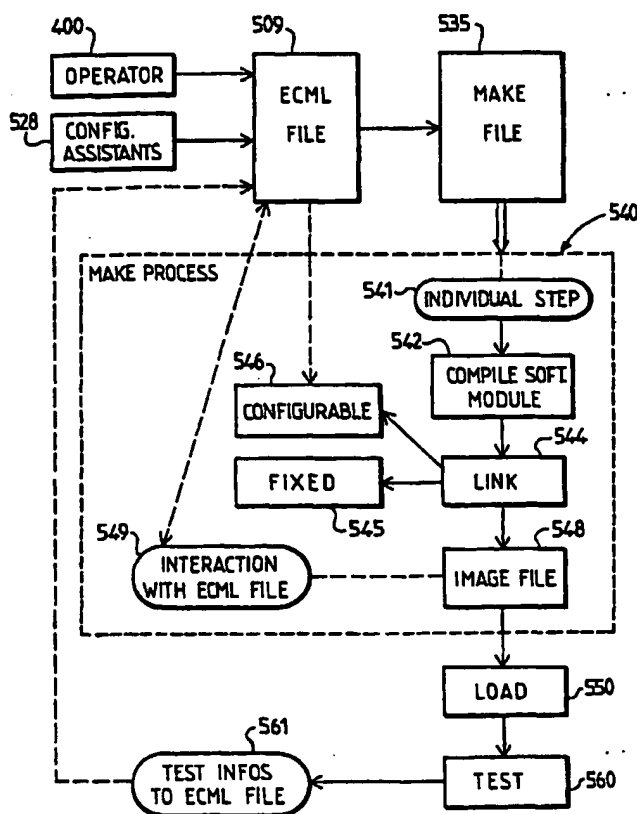 400
509
535
OPERATOR
ECML
FILE
MAKE
FILE
528
CONFIG.
ASSISTANTS
540
MAKE PROCESS
541
INDIVIDUAL STEP
542
546
COMPILE SOFT.
MODULE
CONFIGURABLE
544
LINK
FIXED
545
548
549
INTERACTION
WITH ECML FILE
IMAGE FILE
LOAD
550
561
TEST INFOS
TO ECML FILE
TEST
560